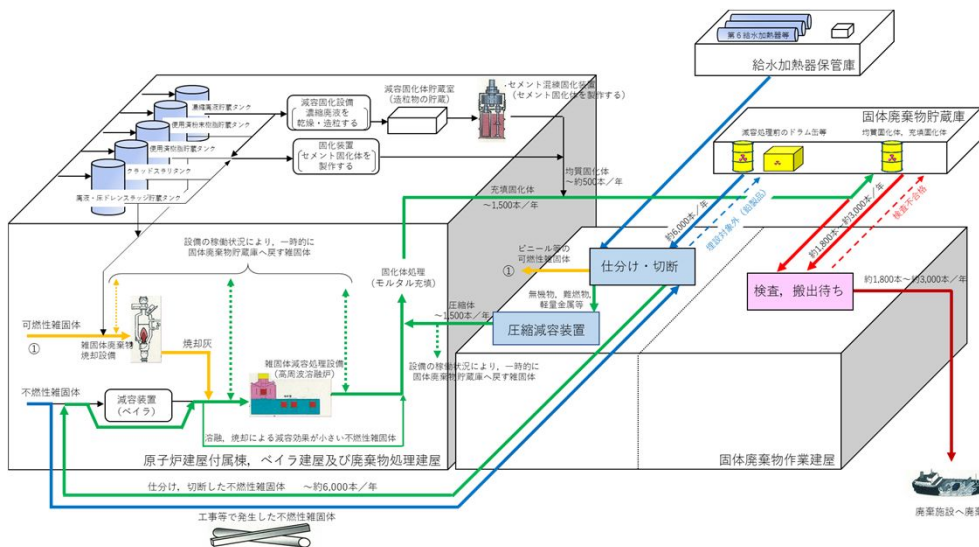 第６給水加熱器等
給水加熱器保管庫
固体廃棄物貯蔵庫
減容処理前のドラム缶等
均質固化体，充填固化体
濃縮廃液貯蔵タンク
使用済粉末樹脂貯蔵タンク
使用済樹脂貯蔵タンク
クラッドスラリタンク
廃液・床ドレンスラッジ貯蔵タンク
減容固化設備
濃縮廃液を
乾燥・造粒する
減容固化体貯蔵室
（造粒物の貯蔵）
セメント混練固化装置
（セメント固化体を
製作する）
固化装置
セメント固化体を
製作する
均質固化体
～約500本／年
充填固化体
～1,500本／年
約6,000本／年
埋設対象外（鉛製品）
約1,800本～約3,000本／年
検査不合格
設備の稼働状況により，一時的に
固体廃棄物貯蔵庫へ戻す雑固体
固化体処理
（モルタル充填）
ビニール等の
可燃性雑固体
①
仕分け・切断
検査，搬出待ち
約1,800本～約3,000本／年
無機物，難燃物，
軽量金属等
圧縮体
～1,500本／年
圧縮減容装置
可燃性雑固体
①
雑固体廃棄物
焼却設備
焼却灰
雑固体減容処理設備
（高周波溶融炉）
設備の稼働状況により，一時的に
固体廃棄物貯蔵庫へ戻す雑固体
不燃性雑固体
減容装置
（ベイラ）
溶融，焼却による減容効果が小さい不燃性雑固体
原子炉建屋付属棟，ベイラ建屋及び廃棄物処理建屋
固体廃棄物作業建屋
仕分け，切断した不燃性雑固体　～約6,000本／年
工事等で発生した不燃性雑固体
廃棄施設へ廃棄